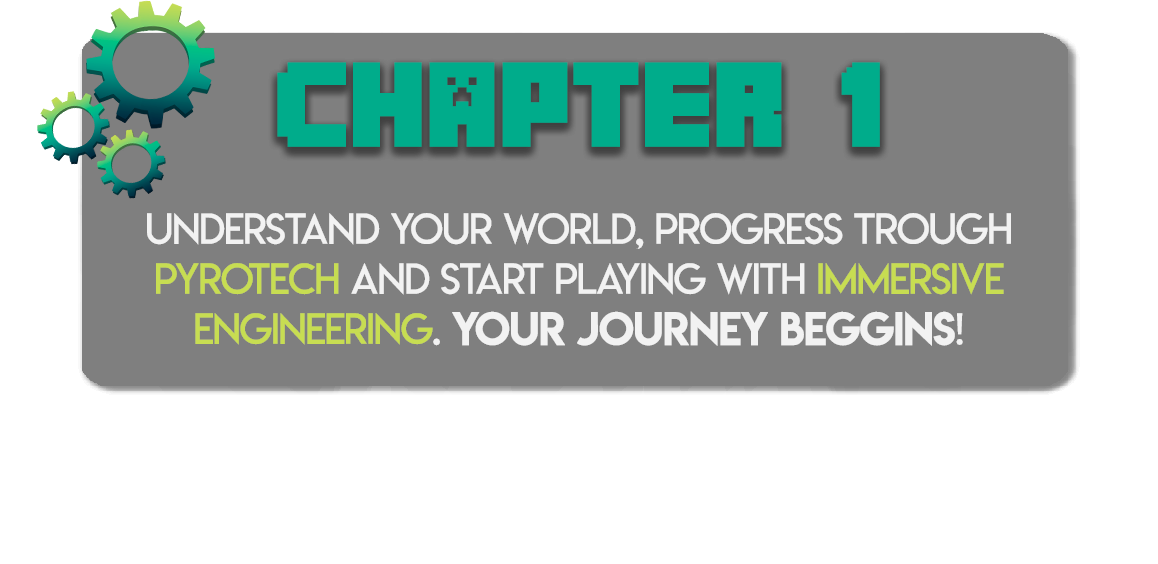 CHAPTER 1
UNDERSTAND YOUR WORLD, PROGRESS TROUGH
PYROTECH AND START PLAYING WITH IMMERSIVE
ENGINEERING. YOUR JOURNEY BEGGINS!